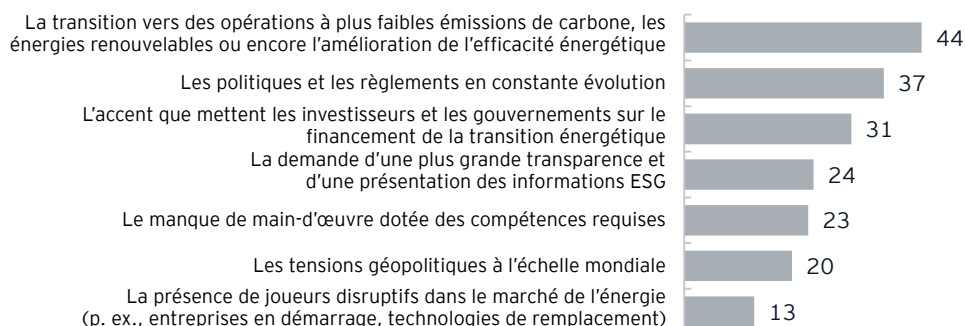 La transition vers des opérations à plus faibles émissions de carbone, les
énergies renouvelables ou encore l'amélioration de l'efficacité énergétique
44
Les politiques et les règlements en constante évolution
37
L'accent que mettent les investisseurs et les gouvernements sur le
financement de la transition énergétique
31
La demande d'une plus grande transparence et
d'une présentation des informations ESG
24
Le manque de main-d'œuvre dotée des compétences requises
23
Les tensions géopolitiques à l'échelle mondiale
20
La présence de joueurs disruptifs dans le marché de l'énergie
(p. ex., entreprises en démarrage, technologies de remplacement)
13